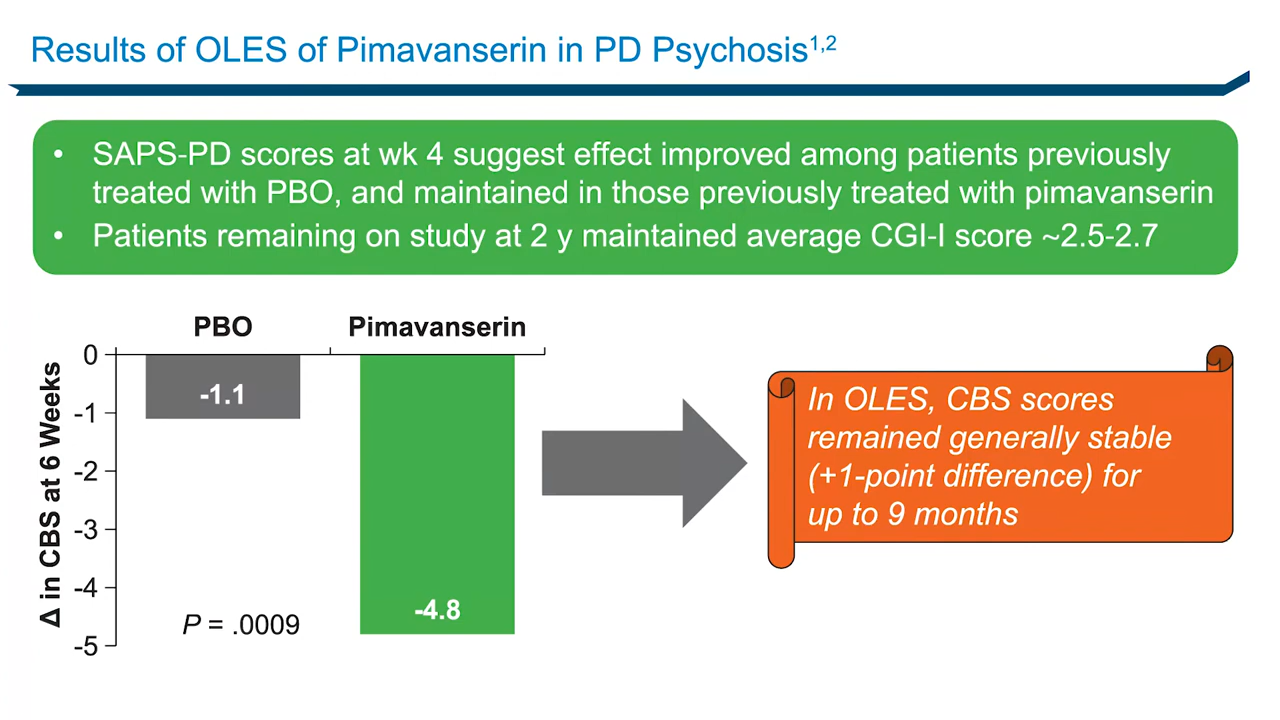 Results of OLES of Pimavanserin in PD Psychosis1,2
• SAPS-PD scores at wk 4 suggest effect improved among patients previously
treated with PBO, and maintained in those previously treated with pimavanserin
• Patients remaining on study at 2 y maintained average CGI-I score ~2.5-2.7
PBO
Pimavanserin
Δ in CBS at 6 Weeks
0
-1
-2
-3
-4
-5
-1.1
-4.8
P = .0009
In OLES, CBS scores
remained generally stable
(+1-point difference) for
up to 9 months